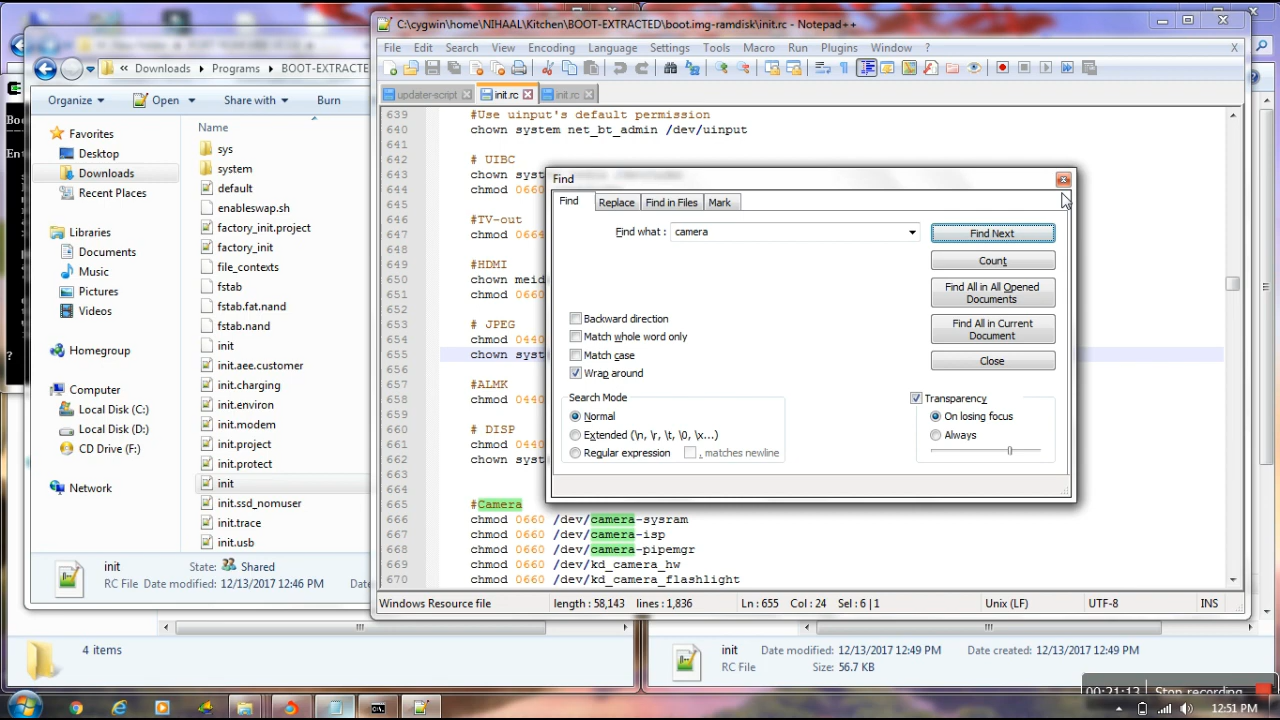 C:\cygwin\home\NIHAAL\Kitchen\BOOT-EXTRACTED\boot.img-ramdisk\init.rc - Notepad++
File Edit Search View Encoding Language Settings Tools Macro Run Plugins Window ? X
updater-script init.rc init.rc
« Downloads ▸ Programs ▸ BOOT-EXTRACTE
Organize Open Share with Burn
Name
Favorites
Desktop
Downloads
Recent Places
Libraries
Documents
Music
Pictures
Videos
Homegroup
Computer
Local Disk (C:)
Local Disk (D:)
CD Drive (F:)
Network
sys
system
default
enableswap.sh
factory_init.project
factory_init
file_contexts
fstab
fstab.fat.nand
fstab.nand
init
init.aee.customer
init.charging
init.environ
init.modem
init.project
init.protect
init
init.ssd_nomuser
init.trace
init.usb
init State: Shared
RC File Date modified: 12/13/2017 12:46 PM
639 #Use uinput's default permission
640 chown system net_bt_admin /dev/uinput
641
642 # UIBC
643 chown syst
644 chmod 0660
645
646 #TV-out
647 chmod 0664
648
649 #HDMI
650 chown meid
651 chmod 0660
652
653 # JPEG
654 chmod 0440
655 chown syst
656
657 #ALMK
658 chmod 0440
659
660 # DISP
661 chmod 0440
662 chown syst
663
664
665 #Camera
666 chmod 0660 /dev/camera-sysram
667 chmod 0660 /dev/camera-isp
668 chmod 0660 /dev/camera-pipemgr
669 chmod 0660 /dev/kd_camera_hw
670 chmod 0660 /dev/kd_camera_flashlight
Find
Find Replace Find in Files Mark
Find what : camera
Find Next
Count
Find All in All Opened
Documents
Find All in Current
Document
Close
Backward direction
Match whole word only
Match case
Wrap around
Search Mode
Normal
Extended (\n, \r, \t, \0, \x...)
Regular expression . matches newline
Transparency
On losing focus
Always
Windows Resource file length : 58,143 lines : 1,836 Ln : 655 Col : 24 Sel : 6 | 1 Unix (LF) UTF-8 INS
4 items
init Date modified: 12/13/2017 12:49 PM Date created: 12/13/2017 12:49 PM
RC File Size: 56.7 KB
00:21:13 Stop recording
12:51 PM